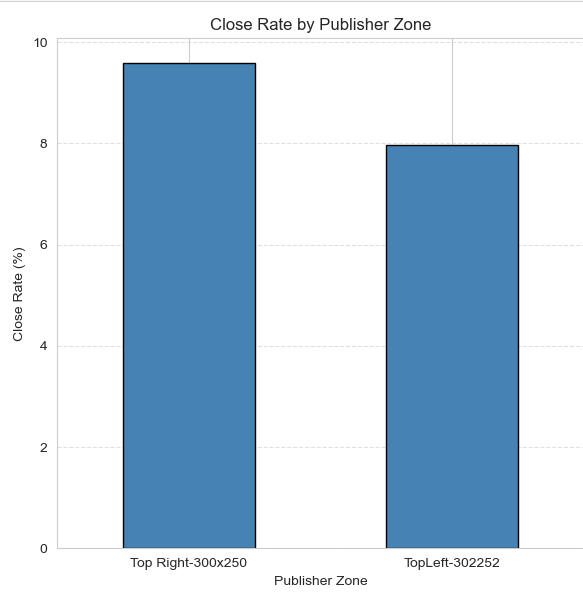 Close Rate by Publisher Zone
10
8
6
4
2
0
Close Rate (%)
Top Right-300x250
TopLeft-302252
Publisher Zone